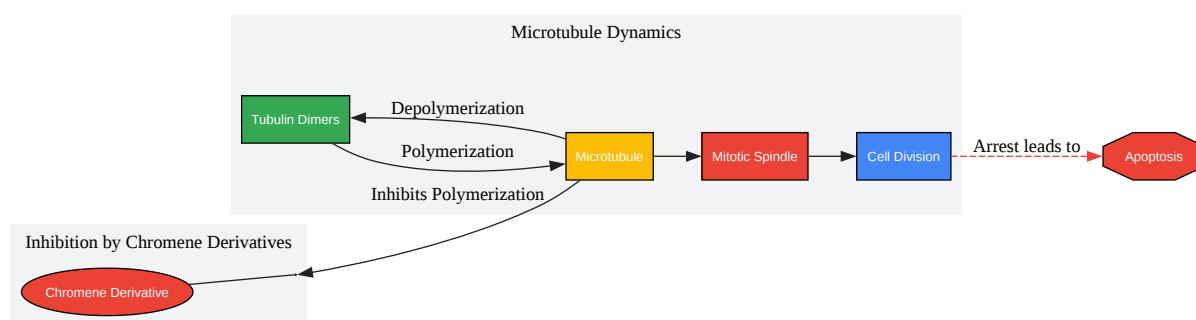 Microtubule Dynamics
Depolymerization
Tubulin Dimers
Polymerization
Microtubule
Mitotic Spindle
Cell Division
Arrest leads to
Apoptosis
Inhibits Polymerization
Inhibition by Chromene Derivatives
Chromene Derivative